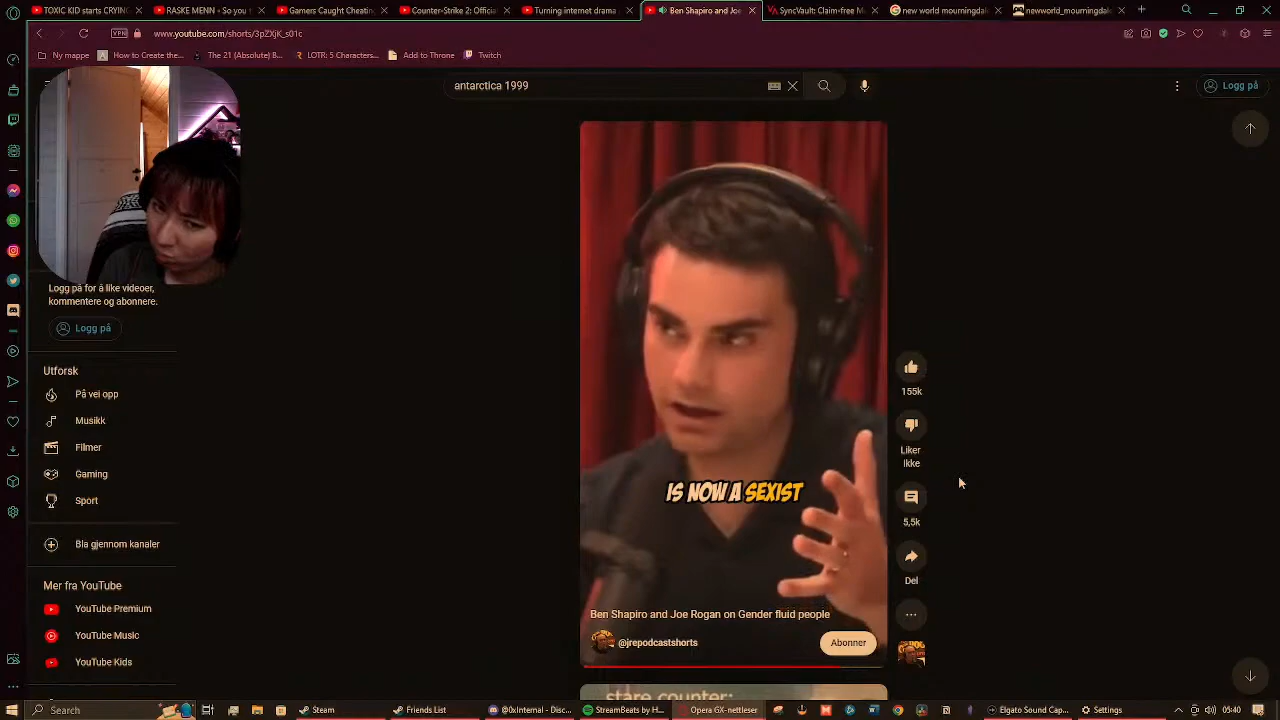 TOXIC KID starts CRYIN
RASKE MENIN - So you
Gamers Caught Cheatin
Counter-Strike 2: Offici
Turning internet drama
Ben Shapiro and Joe
SyncVault: Claim+free M
new world mourningdal
newworld_mourningdal
VPN
www.youtube.com/shorts/3pZXjK_s01c
Ny mappe
How to Create the...
The 21 (Absolute) B...
LOTR: 5 Characters...
Add to Throne
Twitch
antarctica 1999
Logg på
Logg på for å like videoer,
kommentere og abonnere.
Logg på
Utforsk
På vei opp
Musikk
Filmer
Gaming
Sport
Bla gjennom kanaler
Mer fra YouTube
YouTube Premium
YouTube Music
YouTube Kids
155k
Liker
ikke
5,5k
Del
IS NOW A SEXIST
Ben Shapiro and Joe Rogan on Gender fluid people
@jrepodcastshorts
Abonner
stare counter:
Search
Steam
Friends List
@0xInternal - Disc...
StreamBeats by H...
Opera GX-nettleser
Elgato Sound Cap...
Settings
05:40